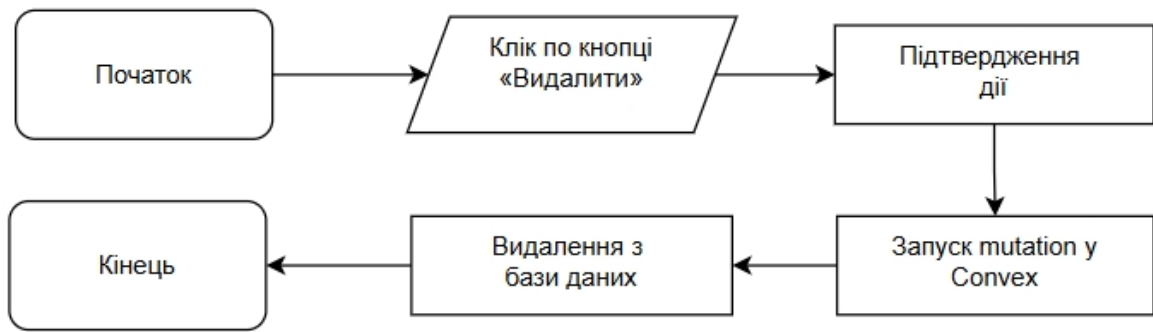 Початок
Клік по кнопці
«Видалити»
Підтвердження
дії
Запуск mutation у
Convex
Видалення з
бази даних
Кінець